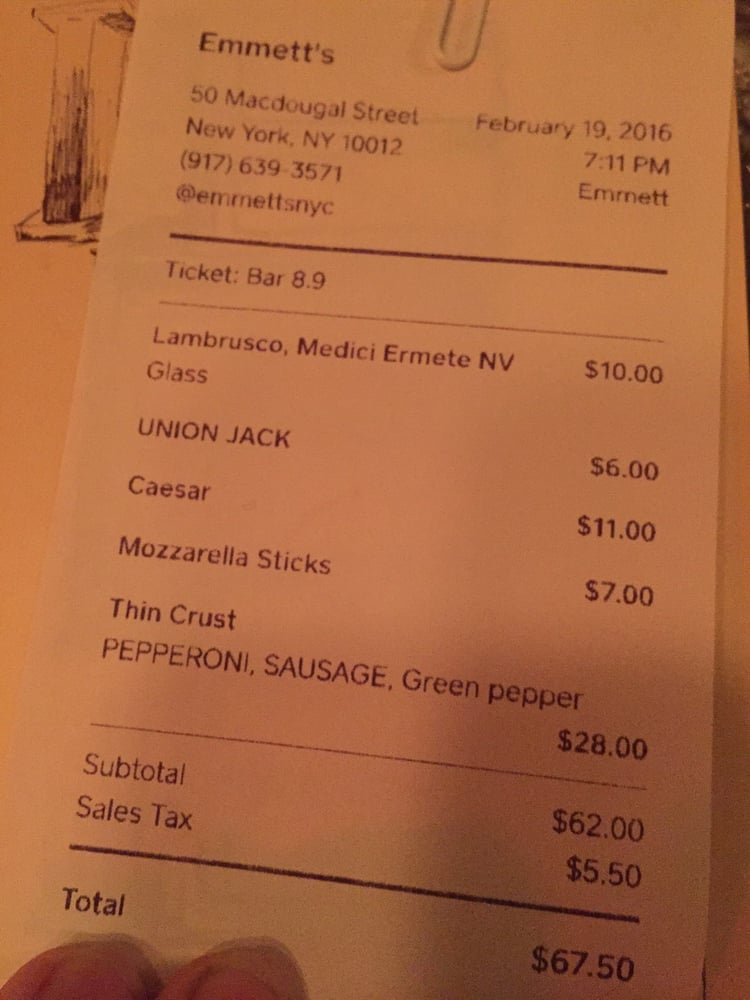 Emmett's
50 Macdougal Street February 19, 2016
New York, NY 10012 7:11 PM
(917) 639-3571 Emmett
@emmettsnyc
Ticket: Bar 8.9
Lambrusco, Medici Ermete NV $10.00
Glass
UNION JACK $6.00
Caesar $11.00
Mozzarella Sticks $7.00
Thin Crust
PEPPERONI, SAUSAGE, Green pepper
$28.00
Subtotal $62.00
Sales Tax $5.50
Total $67.50